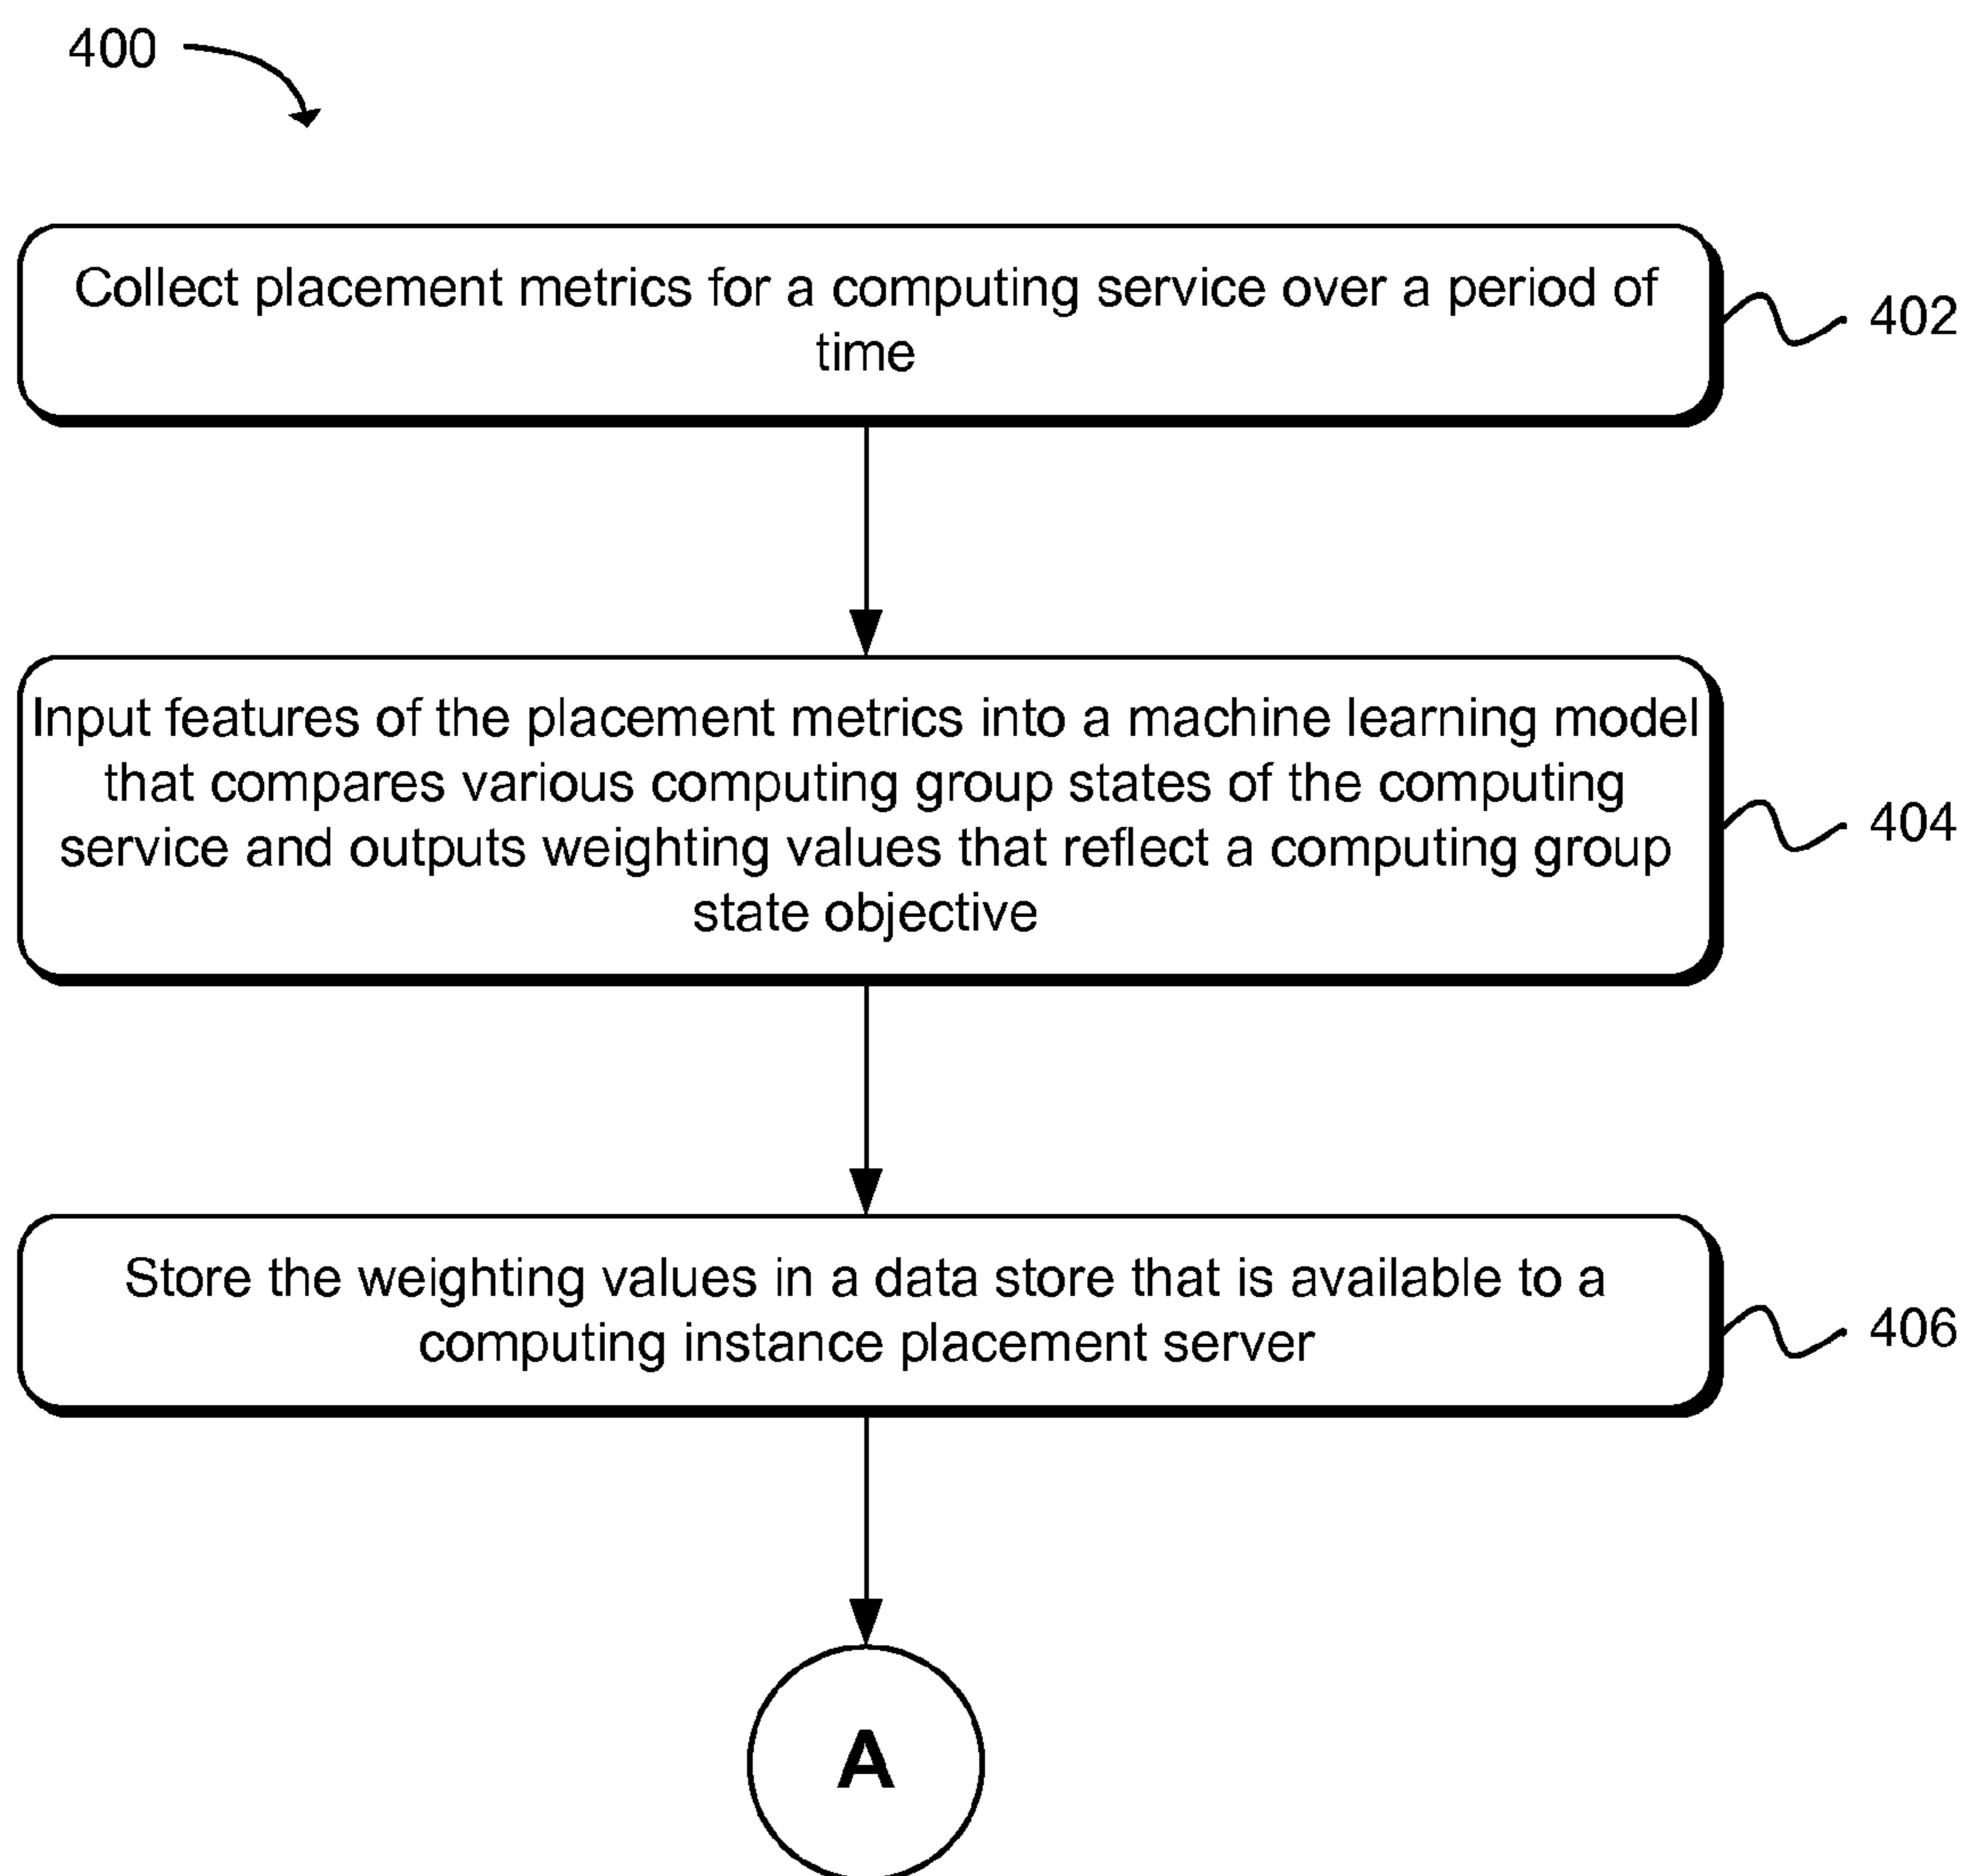 400
Collect placement metrics for a computing service over a period of
time
402
Input features of the placement metrics into a machine learning model
that compares various computing group states of the computing
service and outputs weighting values that reflect a computing group
state objective
404
Store the weighting values in a data store that is available to a
computing instance placement server
406
A